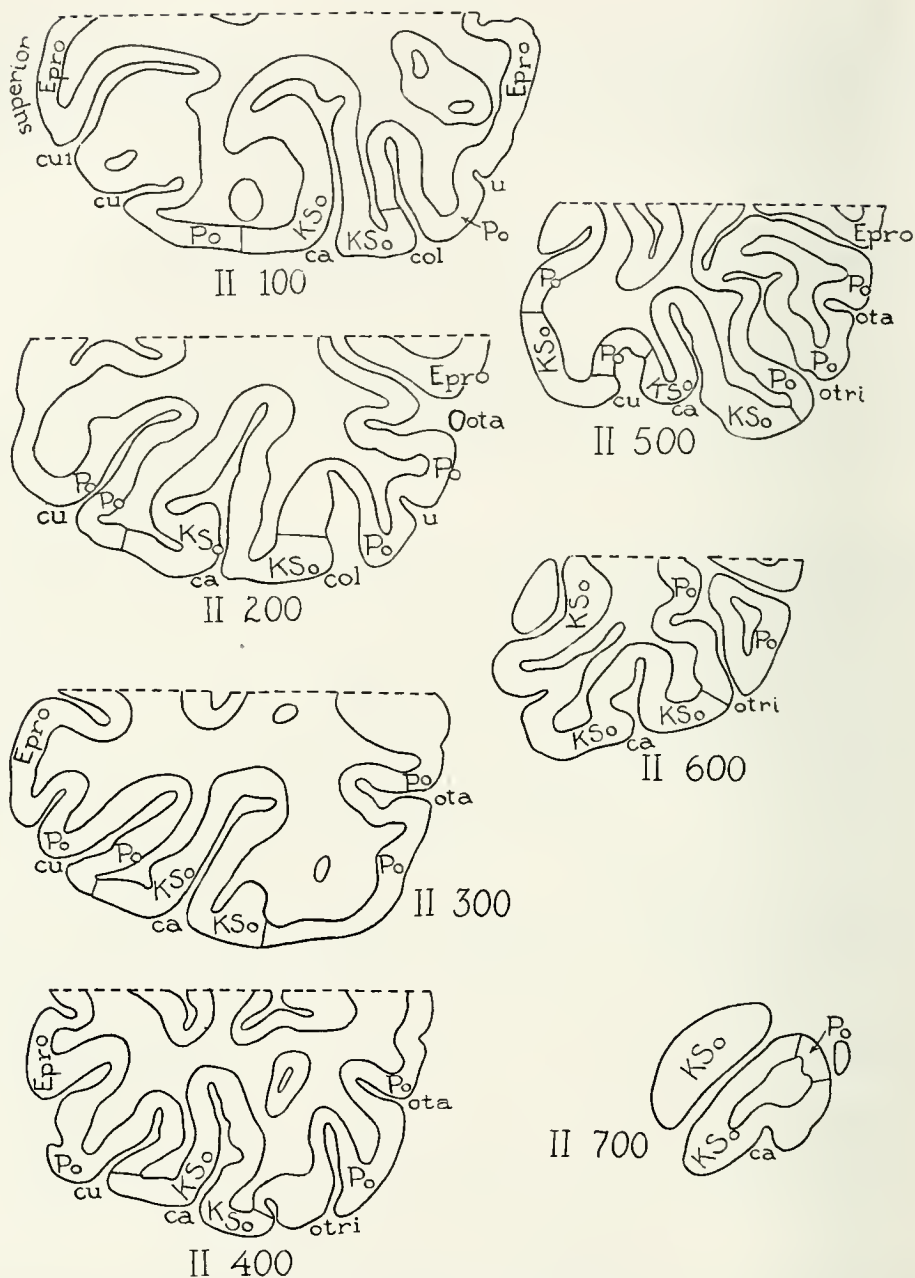 superior
Epro
Epro
cu1
cu
Po
KSo
ca
KSo
col
Po
u
II 100
Epro
Oota
Po
u
Po
Po
cu
KSo
ca
KSo
col
Po
II 200
Epro
Po
cu
Po
KSo
ca
KSo
Po
ota
Po
II 300
Epro
Po
cu
KSo
ca
KSo
otri
Po
Po
ota
II 400
Epro
Po
ota
Po
otri
Po
KSo
Po
cu
KSo
ca
KSo
II 500
KSo
Po
Po
otri
KSo
ca
KSo
II 600
KSo
Po
KSo
ca
II 700